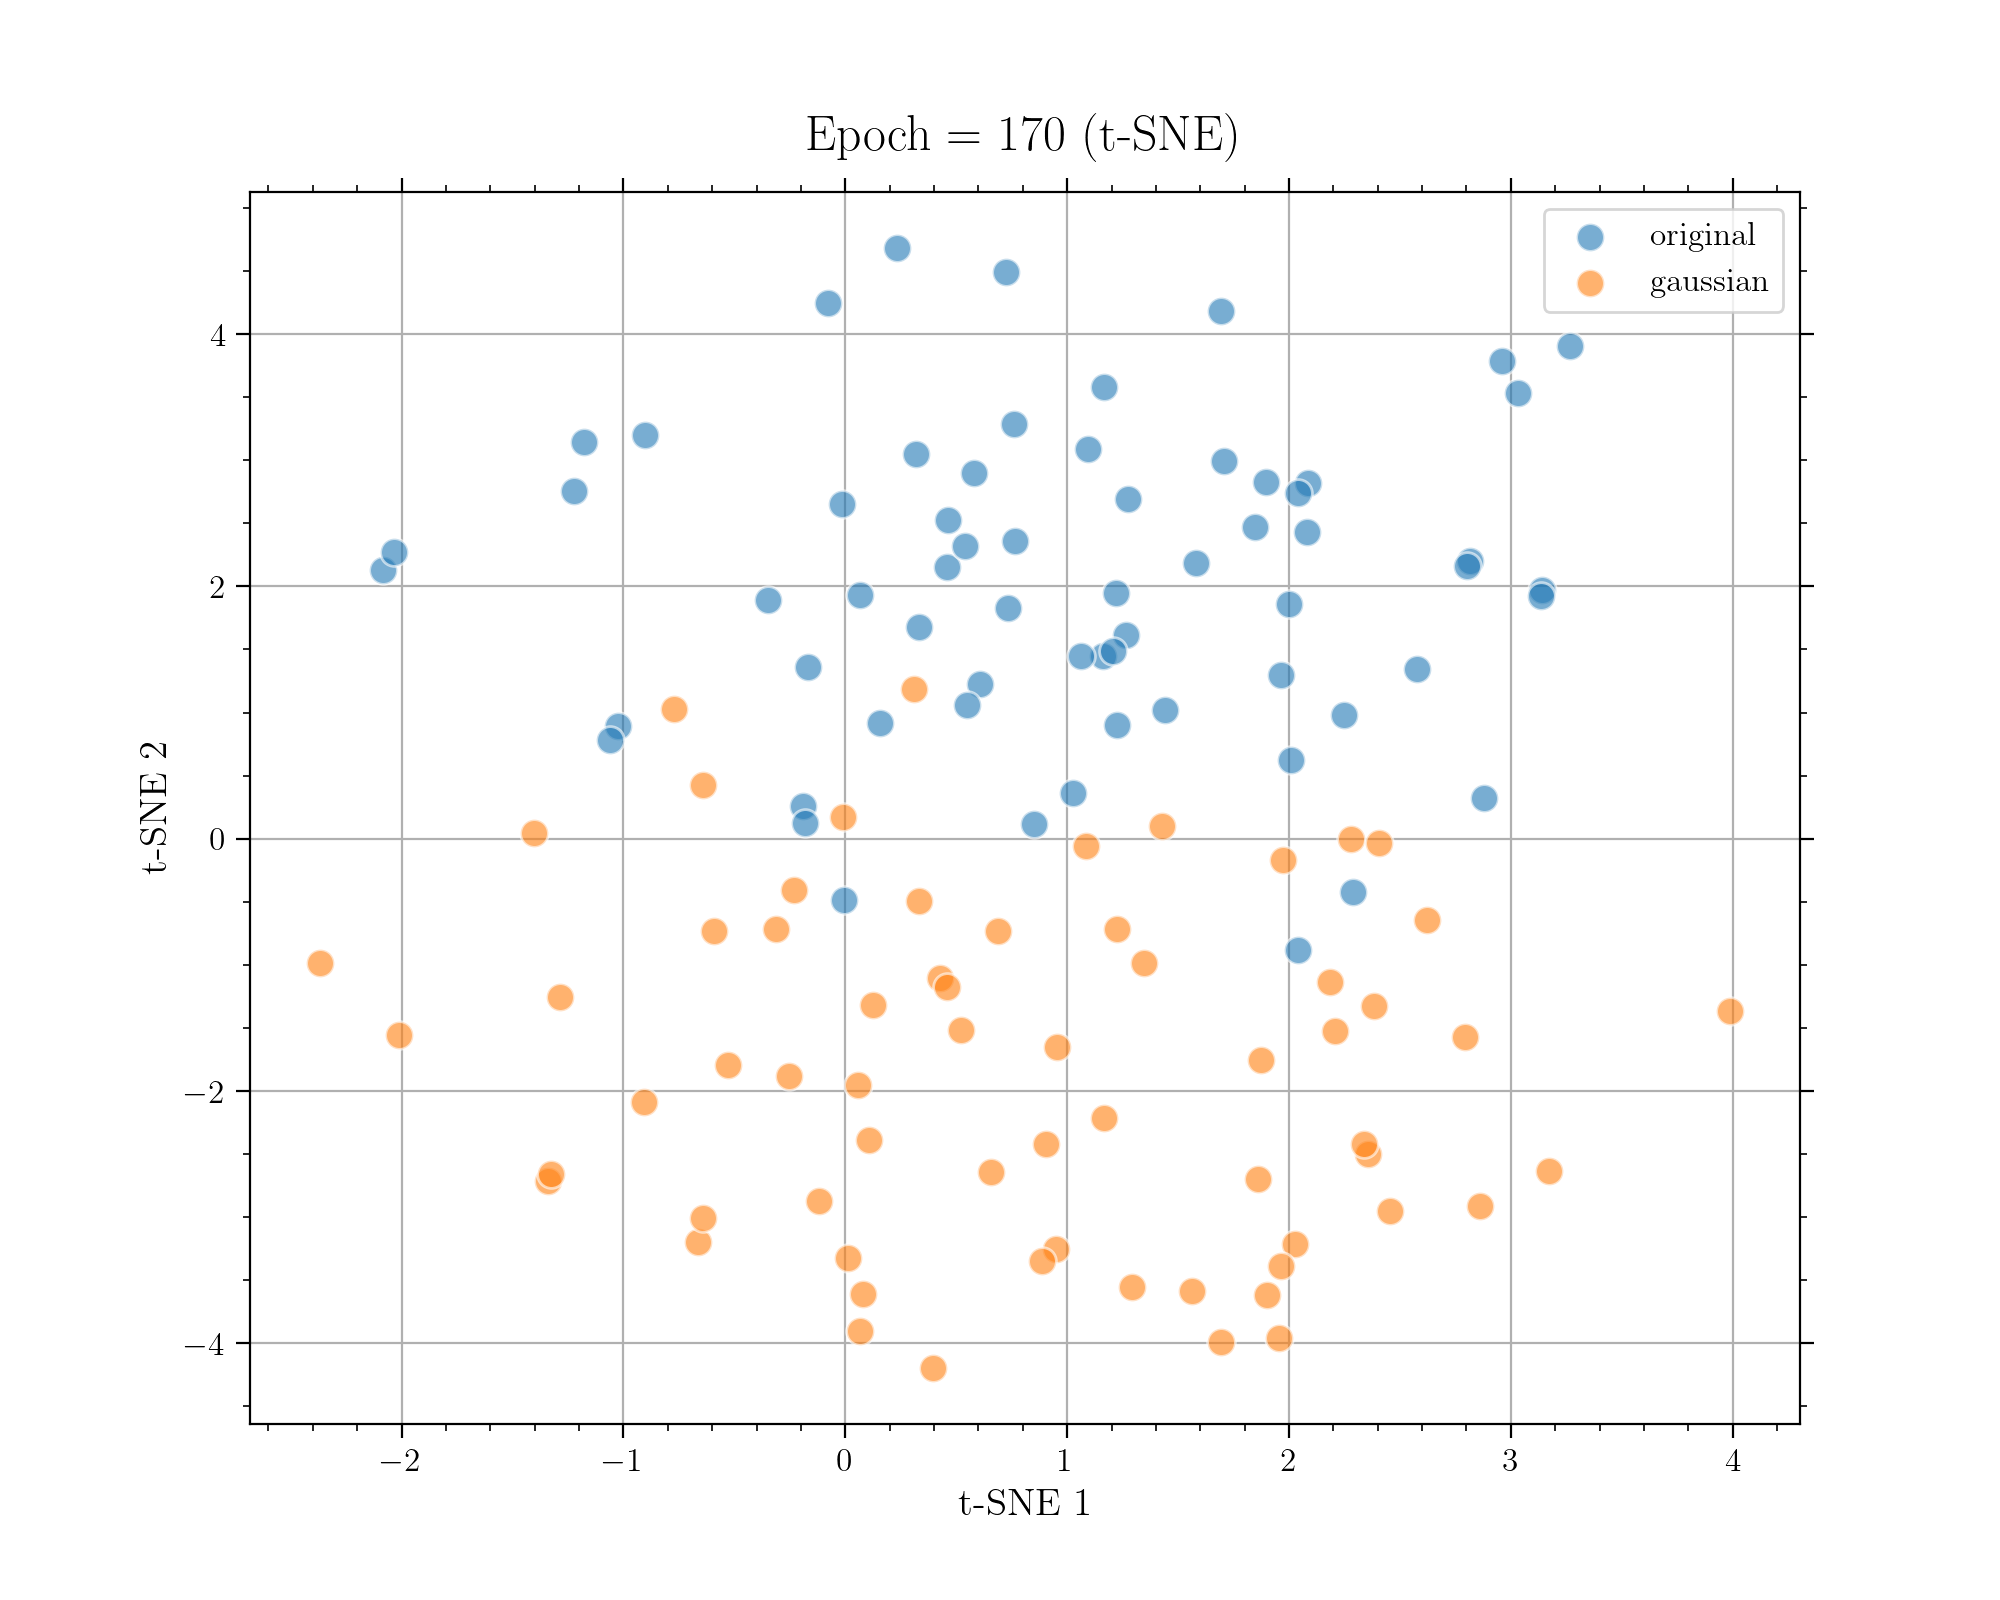 Epoch = 170 (t-SNE)
original
gaussian
4
2
0
−2
−4
t-SNE 2
−2
−1
0
1
2
3
4
t-SNE 1